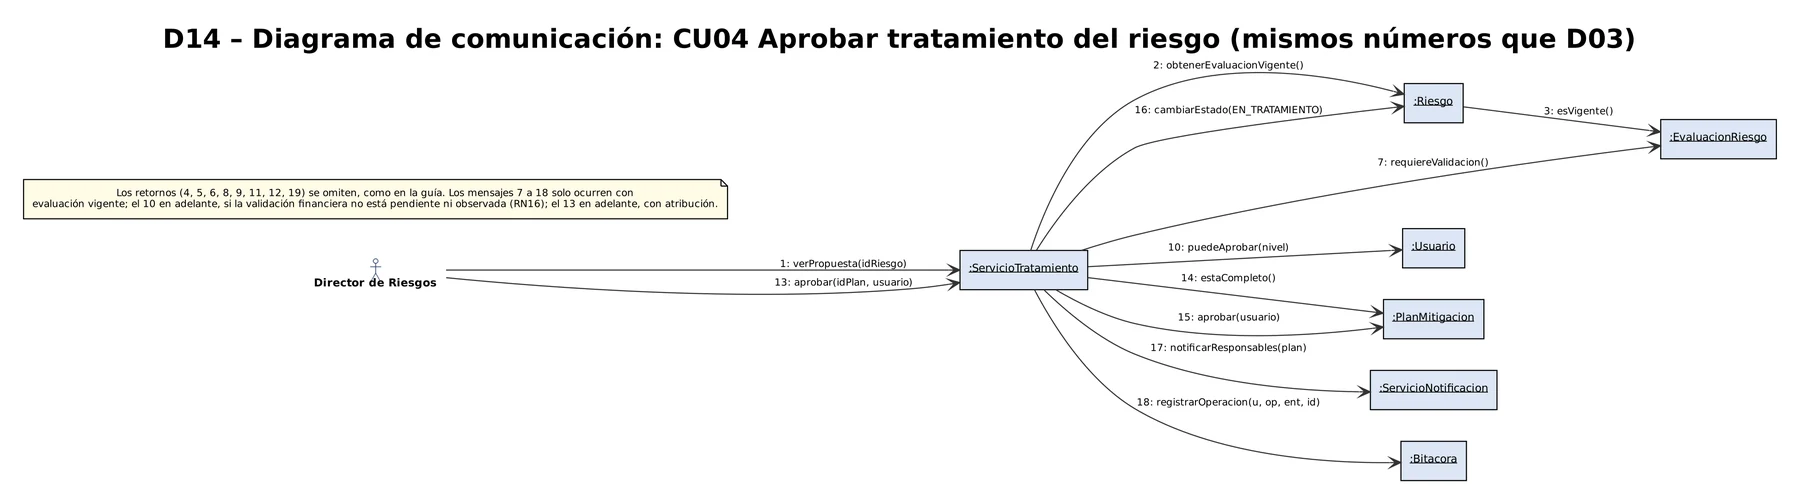 D14 – Diagrama de comunicación: CU04 Aprobar tratamiento del riesgo (mismos números que D03)
2: obtenerEvaluacionVigente()
16: cambiarEstado(EN_TRATAMIENTO)
:Riesgo
3: esVigente()
:EvaluacionRiesgo
7: requiereValidacion()
Los retornos (4, 5, 6, 8, 9, 11, 12, 19) se omiten, como en la guía. Los mensajes 7 a 18 solo ocurren con
evaluación vigente; el 10 en adelante, si la validación financiera no está pendiente ni observada (RN16); el 13 en adelante, con atribución.
Director de Riesgos
1: verPropuesta(idRiesgo)
13: aprobar(idPlan, usuario)
:ServicioTratamiento
10: puedeAprobar(nivel)
:Usuario
14: estaCompleto()
15: aprobar(usuario)
:PlanMitigacion
17: notificarResponsables(plan)
:ServicioNotificacion
18: registrarOperacion(u, op, ent, id)
:Bitacora